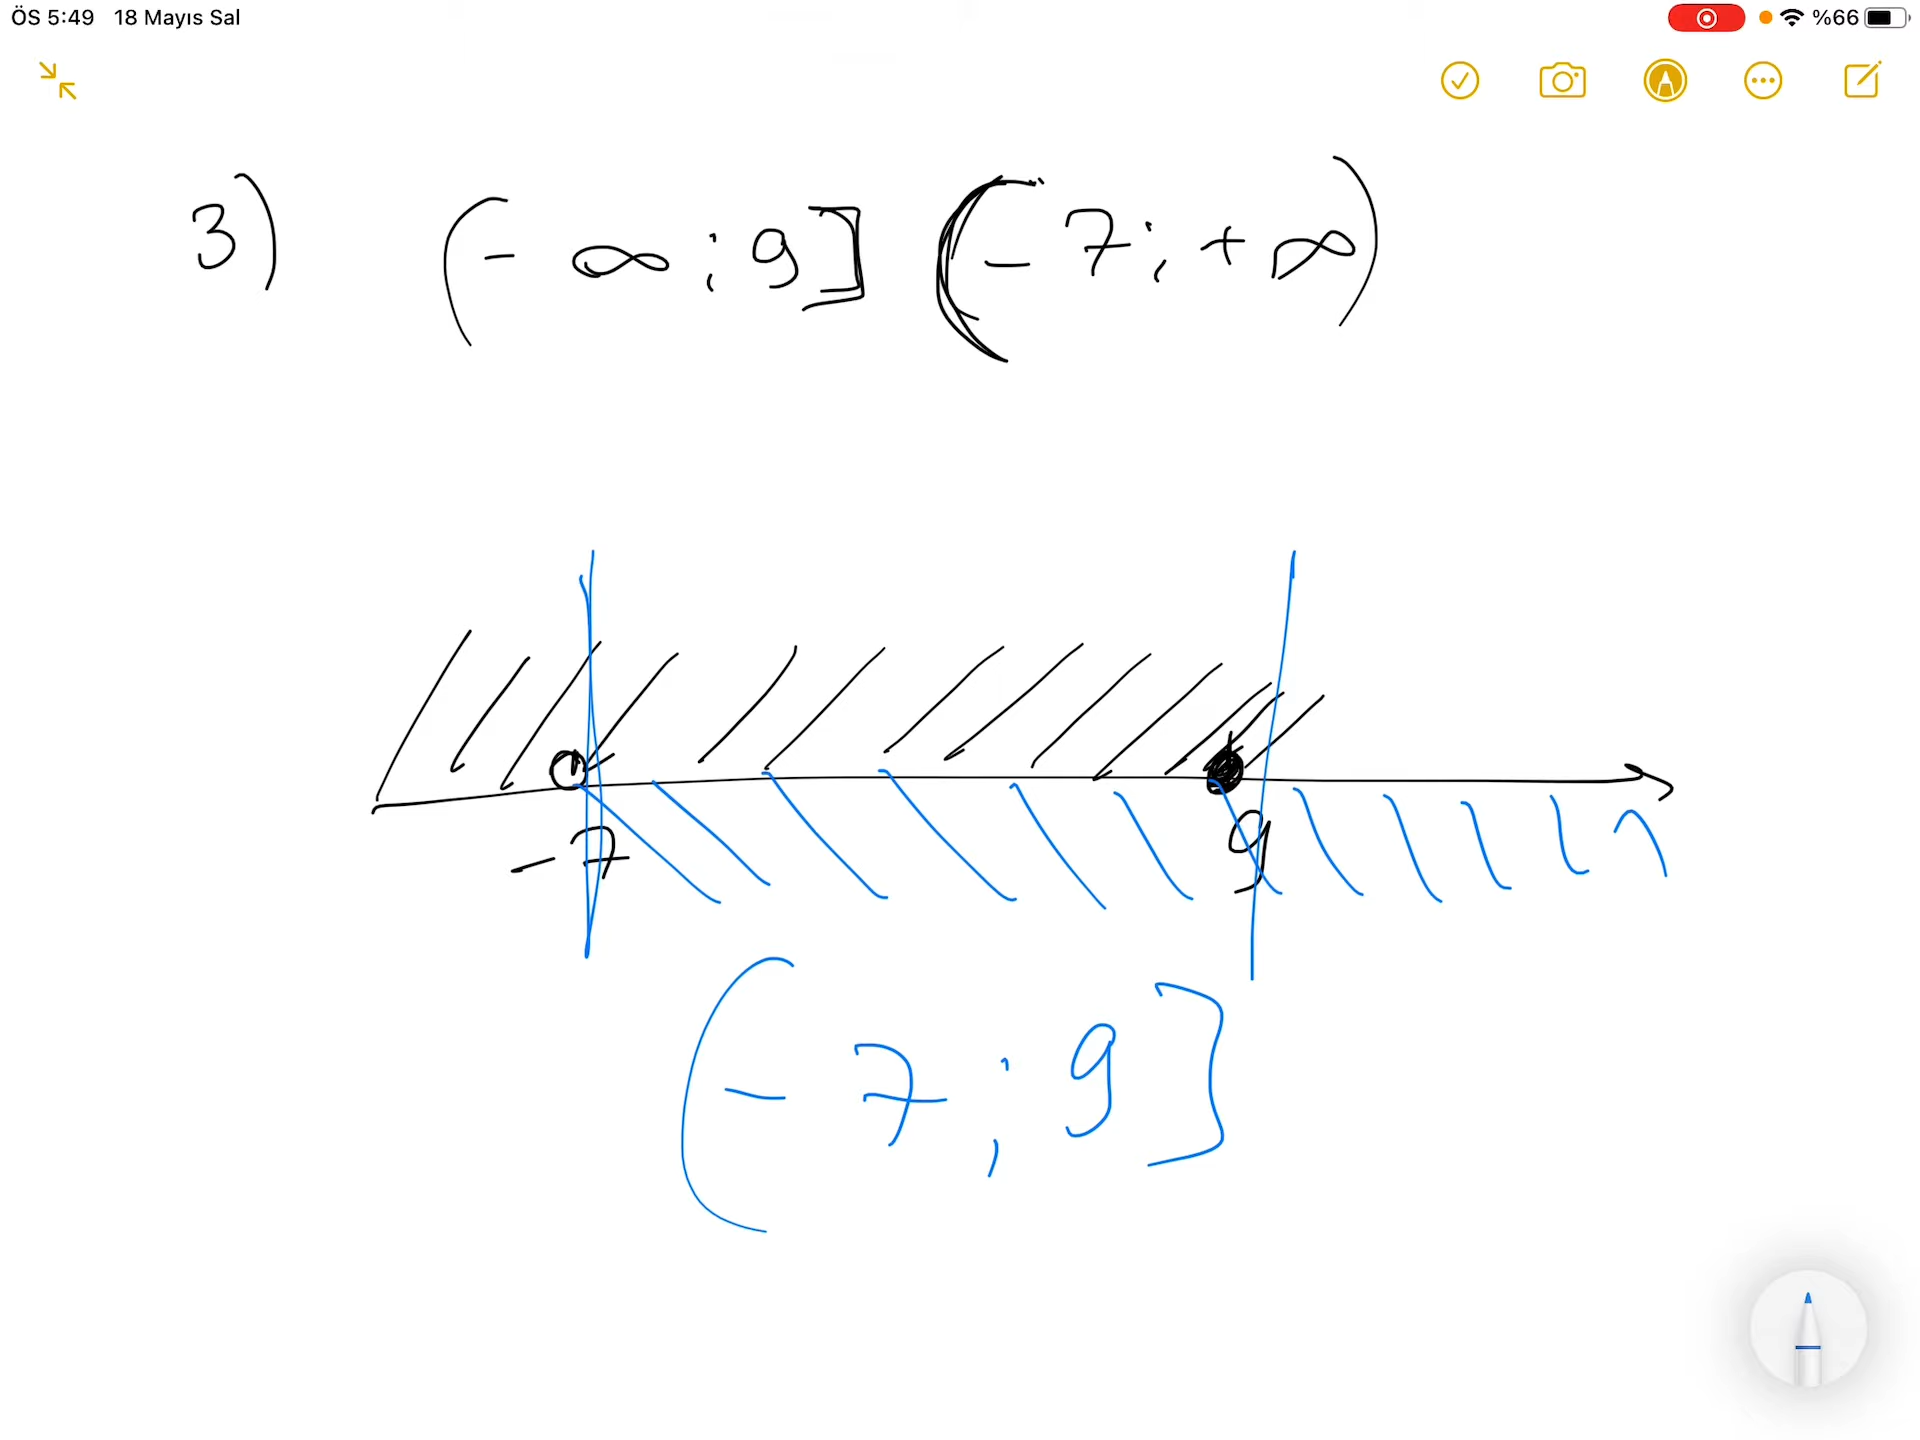 ÖS 5:49 18 Mayıs Sal %66
3) (- ∞ ; 9] (- 7 ; + ∞)
- 7 9
(- 7 ; 9]